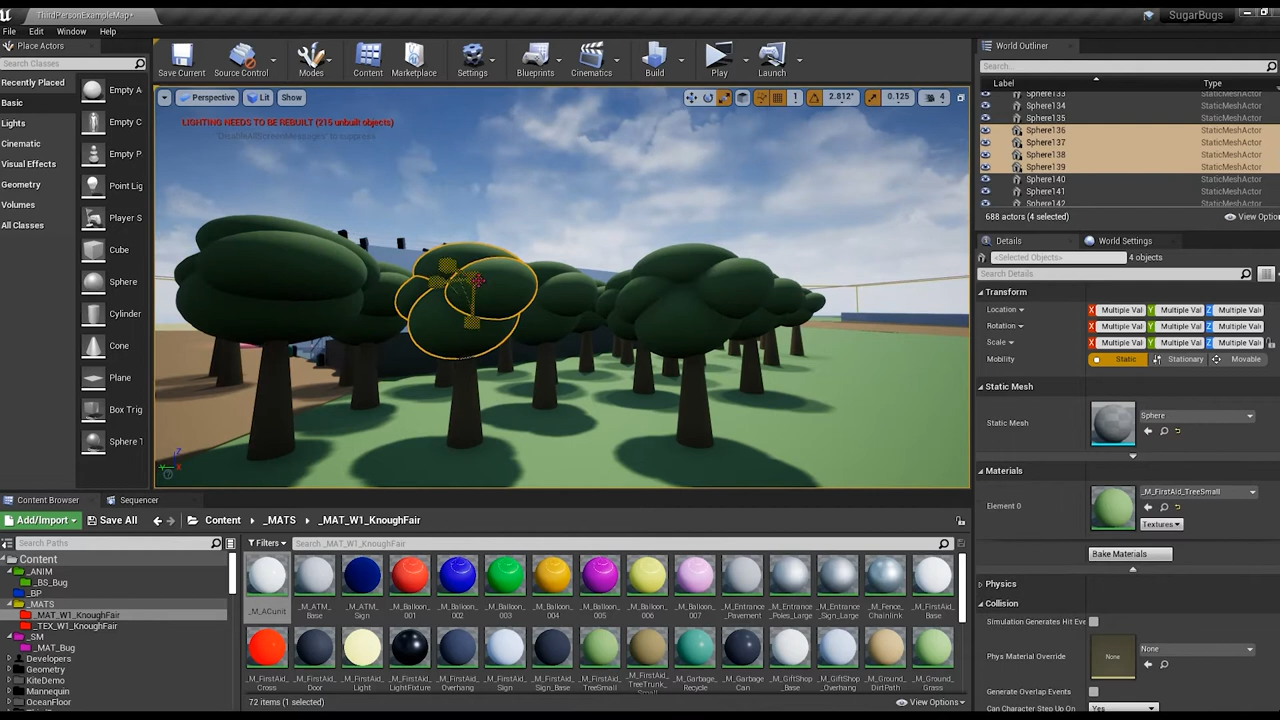 ThirdPersonExampleMap*
SugarBugs
File Edit Window Help
Place Actors
Search Classes
Recently Placed
Basic
Lights
Cinematic
Visual Effects
Geometry
Volumes
All Classes
Empty A
Empty C
Empty P
Point Lig
Player S
Cube
Sphere
Cylinder
Cone
Plane
Box Trig
Sphere T
Save Current
Source Control
Modes
Content
Marketplace
Settings
Blueprints
Cinematics
Build
Play
Launch
Perspective
Lit
Show
2.812°
0.125
4
LIGHTING NEEDS TO BE REBUILT (215 unbuilt objects)
'DisableAllScreenMessages' to suppress
World Outliner
Search...
Label Type
Sphere133 StaticMeshActor
Sphere134 StaticMeshActor
Sphere135 StaticMeshActor
Sphere136 StaticMeshActor
Sphere137 StaticMeshActor
Sphere138 StaticMeshActor
Sphere139 StaticMeshActor
Sphere140 StaticMeshActor
Sphere141 StaticMeshActor
Sphere142 StaticMeshActor
688 actors (4 selected)
View Optio
Details
World Settings
<Selected Objects>
4 objects
Search Details
Transform
Location X Multiple Val Y Multiple Val Z Multiple Val
Rotation X Multiple Val Y Multiple Val Z Multiple Val
Scale X Multiple Val Y Multiple Val Z Multiple Val
Mobility Static Stationary Movable
Static Mesh
Static Mesh
Sphere
Materials
Element 0
_M_FirstAid_TreeSmall
Textures
Bake Materials
Physics
Collision
Simulation Generates Hit Eve
Phys Material Override
None
None
Generate Overlap Events
Can Character Step Up On
Yes
Content Browser
Sequencer
Add/Import
Save All
Content
_MATS
_MAT_W1_KnoughFair
Search Paths
Filters
Search _MAT_W1_KnoughFair
Content
_ANIM
_BS_Bug
_BP
_MATS
_MAT_W1_KnoughFair
_TEX_W1_KnoughFair
_SM
_MAT_Bug
Developers
Geometry
KiteDemo
Mannequin
OceanFloor
_M_ACunit
_M_ATM_Base
_M_ATM_Sign
_M_Balloon_001
_M_Balloon_002
_M_Balloon_003
_M_Balloon_004
_M_Balloon_005
_M_Balloon_006
_M_Balloon_007
_M_Entrance_Pavement
_M_Entrance_Poles_Large
_M_Entrance_Sign_Large
_M_Fence_Chainlink
_M_FirstAid_Base
_M_FirstAid_Cross
_M_FirstAid_Door
_M_FirstAid_Light
_M_FirstAid_LightFixture
_M_FirstAid_Overhang
_M_FirstAid_Sign
_M_FirstAid_Sign_Base
_M_FirstAid_TreeSmall
_M_FirstAid_TreeTrunk_Small
_M_Garbage_Recycle
_M_Garbage_Can
_M_GiftShop_Base
_M_GiftShop_Overhang
_M_Ground_DirtPath
_M_Ground_Grass
72 items (1 selected)
View Options